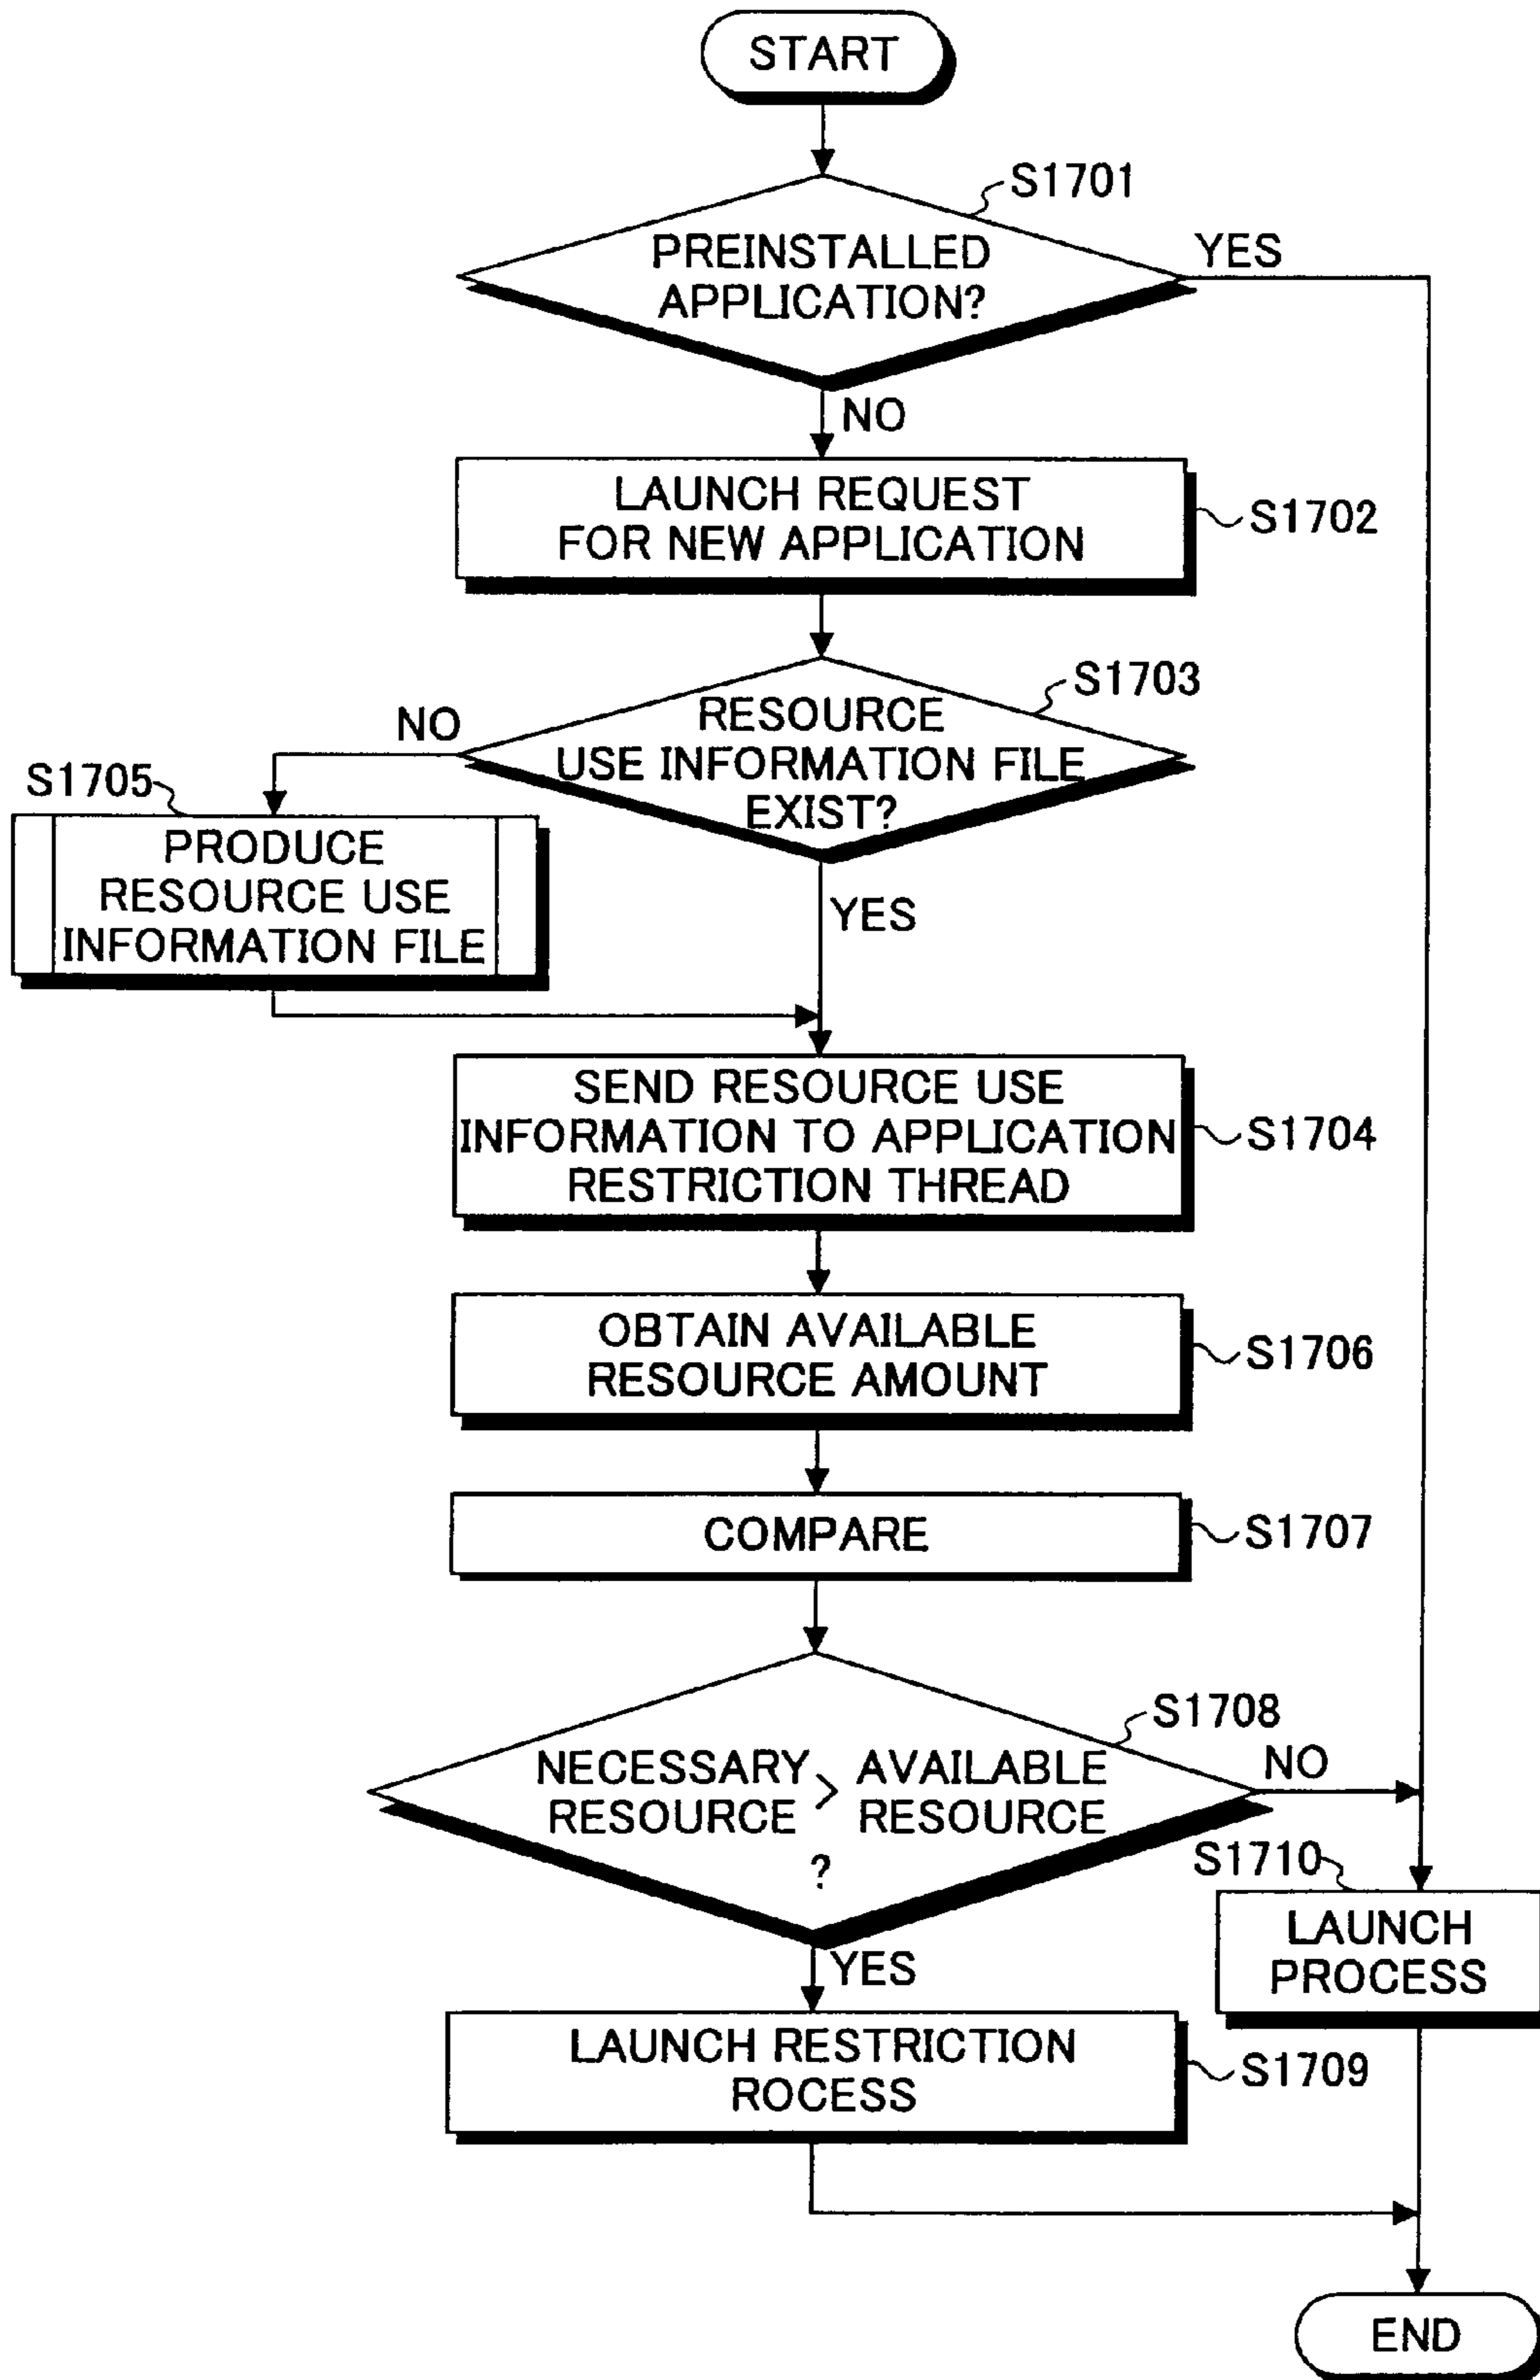 START
S1701
PREINSTALLED
APPLICATION?
YES
NO
LAUNCH REQUEST
FOR NEW APPLICATION
S1702
S1703
RESOURCE
USE INFORMATION FILE
EXIST?
NO
S1705
PRODUCE
RESOURCE USE
INFORMATION FILE
YES
SEND RESOURCE USE
INFORMATION TO APPLICATION
RESTRICTION THREAD
S1704
OBTAIN AVAILABLE
RESOURCE AMOUNT
S1706
COMPARE
S1707
S1708
NECESSARY > AVAILABLE
RESOURCE RESOURCE
?
NO
YES
S1710
LAUNCH
PROCESS
LAUNCH RESTRICTION
ROCESS
S1709
END